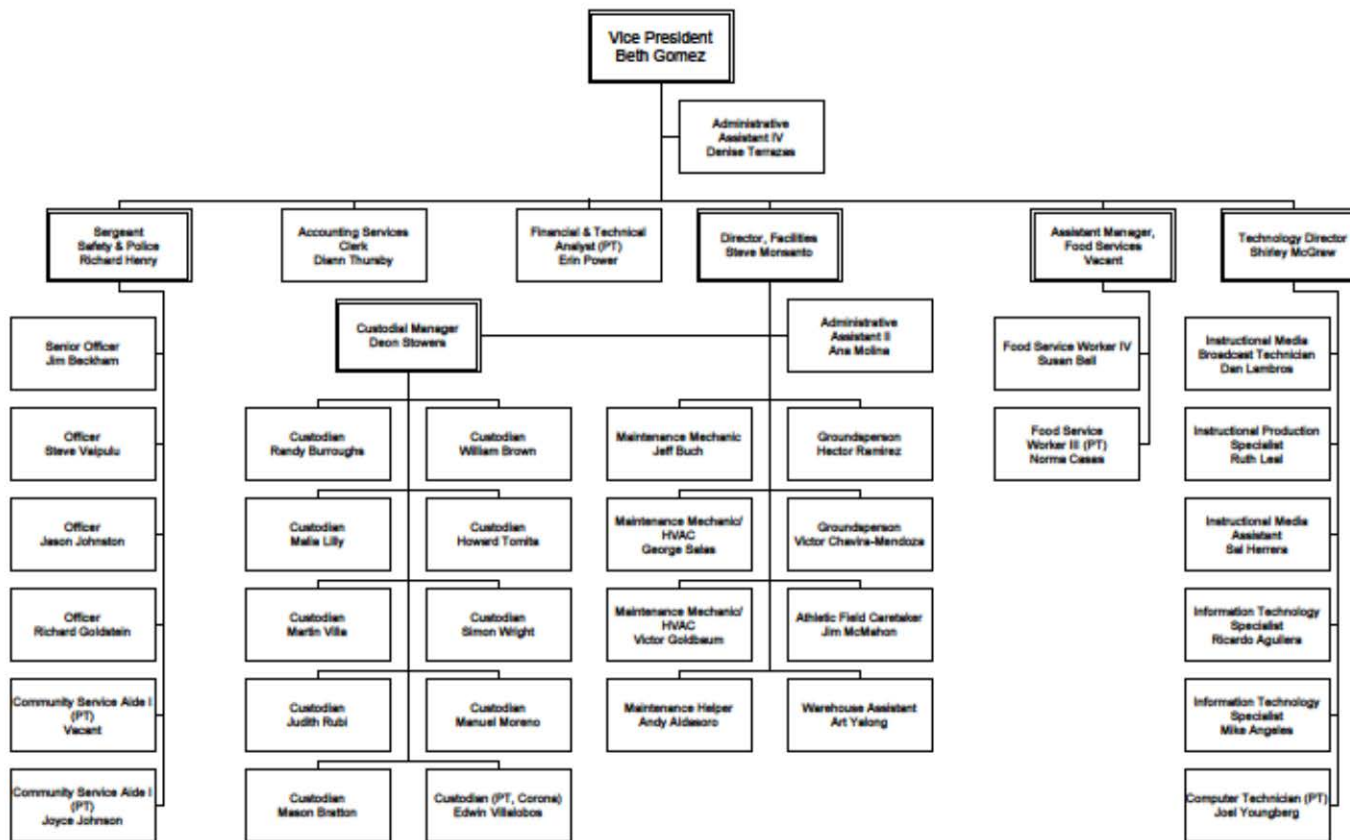 Vice President
Beth Gomez
Administrative
Assistant IV
Denise Terrazas
Sergeant
Safety & Police
Richard Henry
Accounting Services
Clerk
Diann Thursby
Financial & Technical
Analyst (PT)
Erin Power
Director, Facilities
Steve Monsanto
Assistant Manager,
Food Services
Vacant
Technology Director
Shirley McGraw
Custodial Manager
Deon Stowers
Administrative
Assistant II
Ana Molina
Senior Officer
Jim Beckham
Officer
Steve Vaipulu
Officer
Jason Johnston
Officer
Richard Goldstein
Community Service Aide I
(PT)
Vacant
Community Service Aide I
(PT)
Joyce Johnson
Custodian
Randy Burroughs
Custodian
William Brown
Custodian
Malia Lilly
Custodian
Howard Tomita
Custodian
Martin Villa
Custodian
Simon Wright
Custodian
Judith Rubi
Custodian
Manuel Moreno
Custodian
Mason Bratton
Custodian (PT, Corona)
Edwin Villalobos
Maintenance Mechanic
Jeff Buch
Groundsperson
Hector Ramirez
Maintenance Mechanic/
HVAC
George Salas
Groundsperson
Victor Chavira-Mendoza
Maintenance Mechanic/
HVAC
Victor Goldbaum
Athletic Field Caretaker
Jim McMahon
Maintenance Helper
Andy Aldasoro
Warehouse Assistant
Art Yalong
Food Service Worker IV
Susan Bell
Food Service
Worker III (PT)
Norma Casas
Instructional Media
Broadcast Technician
Dan Lambros
Instructional Production
Specialist
Ruth Leal
Instructional Media
Assistant
Sal Herrera
Information Technology
Specialist
Ricardo Aguilera
Information Technology
Specialist
Mike Angeles
Computer Technician (PT)
Joel Youngberg